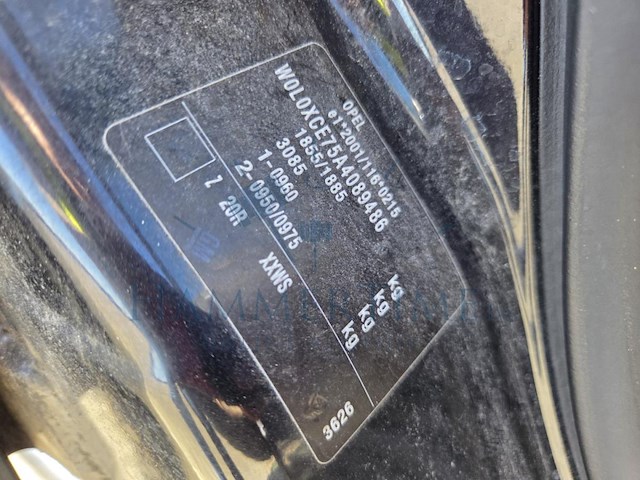 OPEL
e1*2001/116*0215
W0L0XCE75A4089486
1855/1885 kg
3085 kg
1-0960 kg
2-0950/0975 kg
Z 20R XXWS
3626